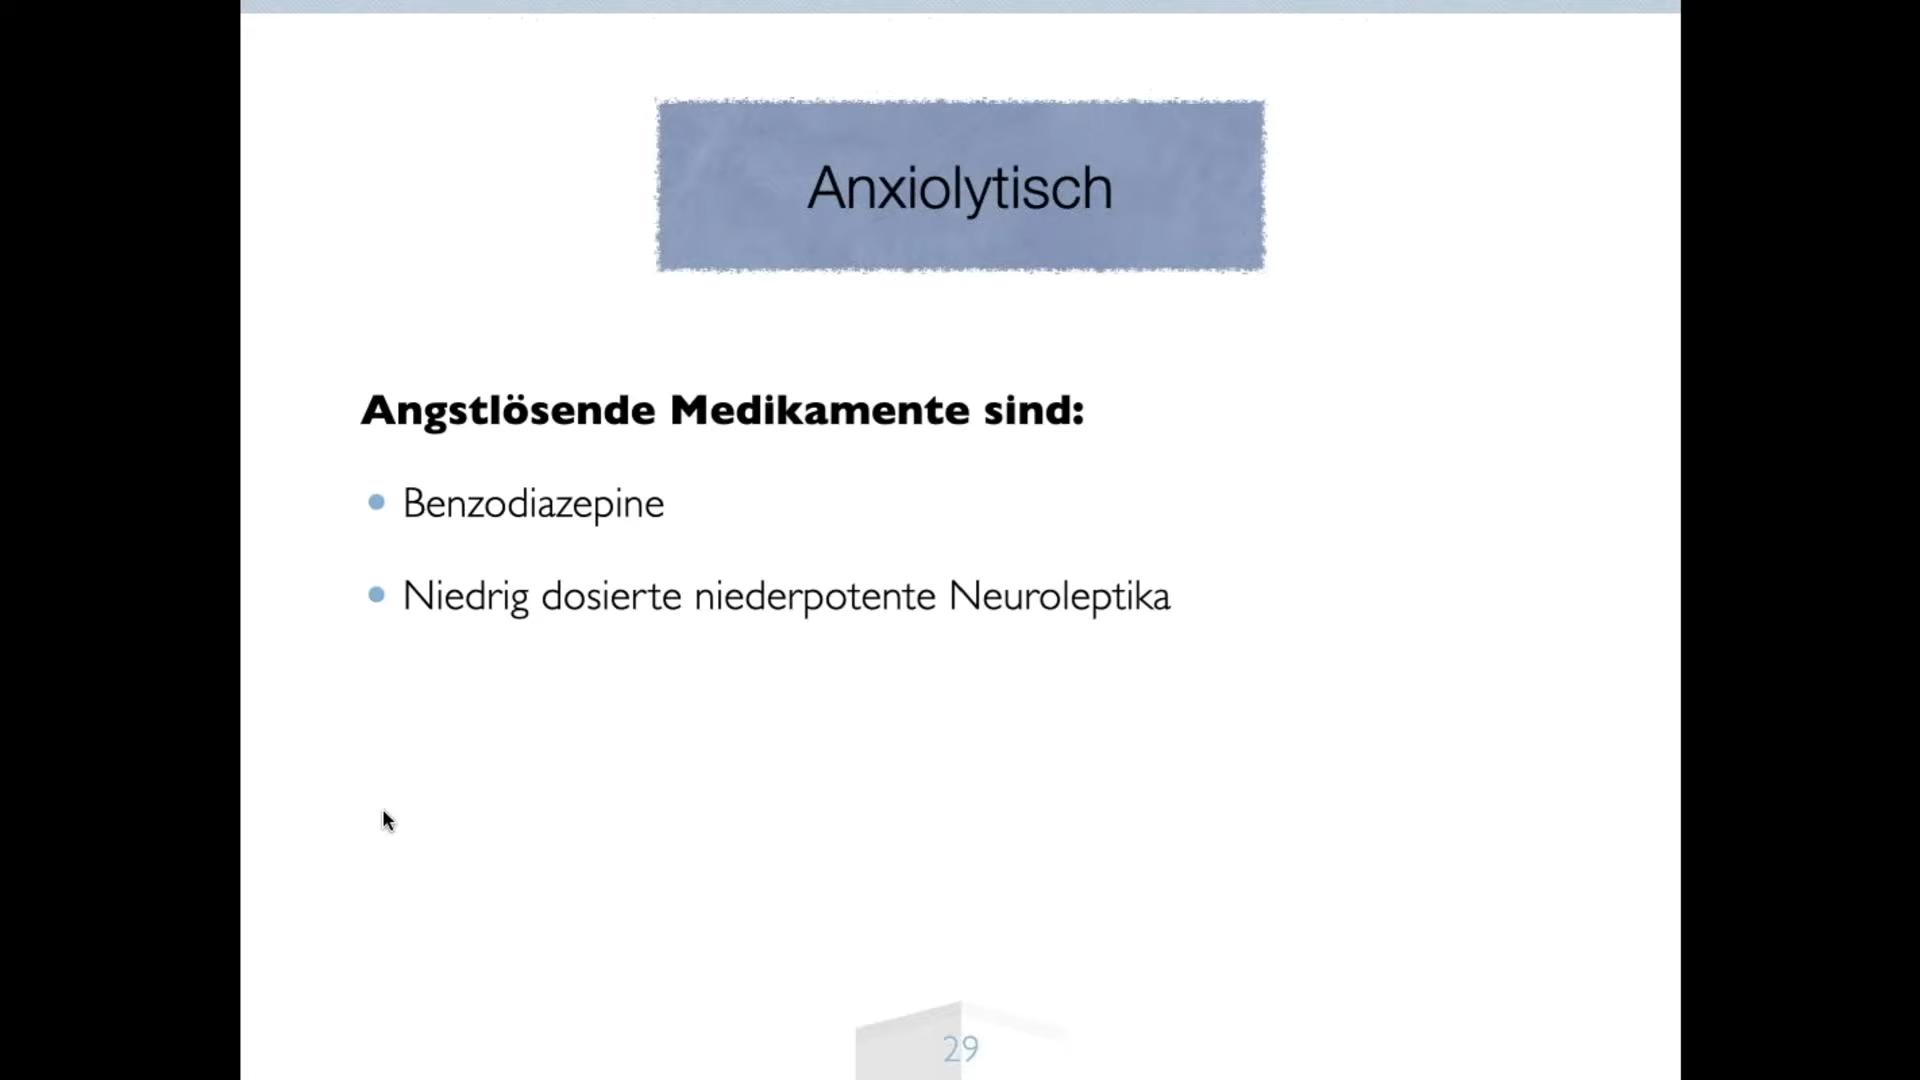 Anxiolytisch
Angstlösende Medikamente sind:
• Benzodiazepine
• Niedrig dosierte niederpotente Neuroleptika
29